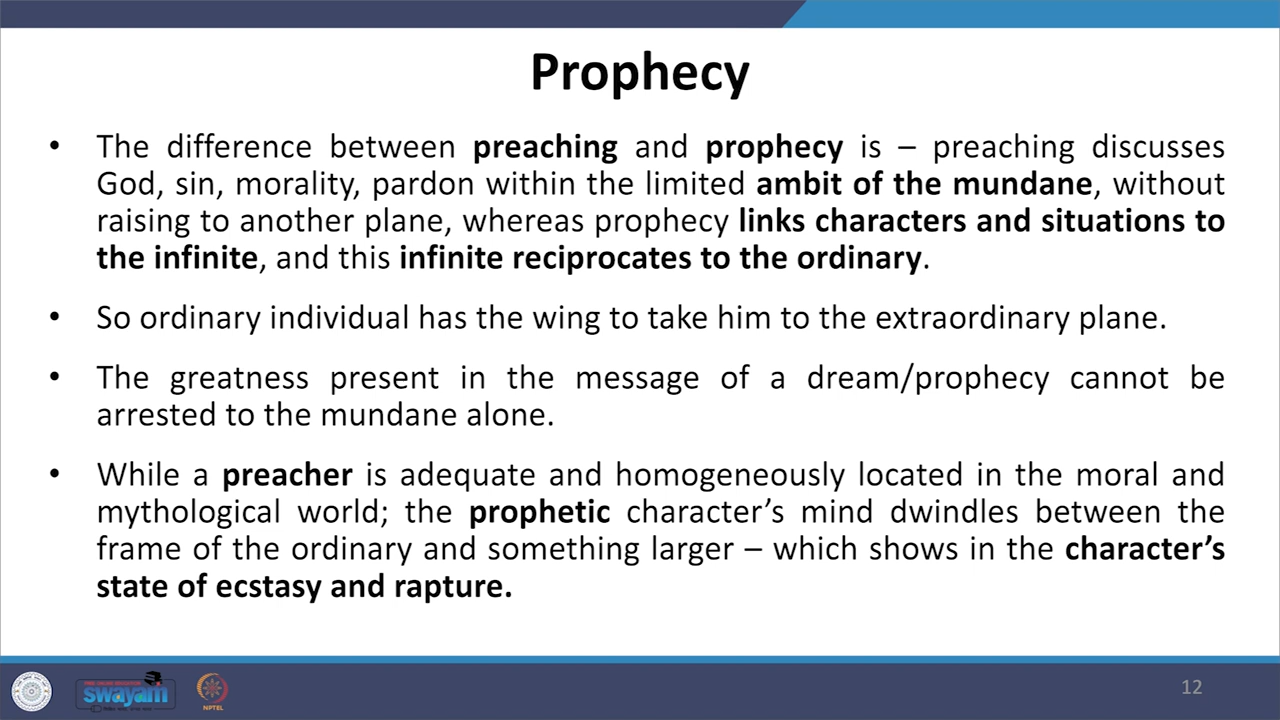 Prophecy
• The difference between preaching and prophecy is – preaching discusses
God, sin, morality, pardon within the limited ambit of the mundane, without
raising to another plane, whereas prophecy links characters and situations to
the infinite, and this infinite reciprocates to the ordinary.
• So ordinary individual has the wing to take him to the extraordinary plane.
• The greatness present in the message of a dream/prophecy cannot be
arrested to the mundane alone.
• While a preacher is adequate and homogeneously located in the moral and
mythological world; the prophetic character’s mind dwindles between the
frame of the ordinary and something larger – which shows in the character’s
state of ecstasy and rapture.
swayam
NPTEL
12